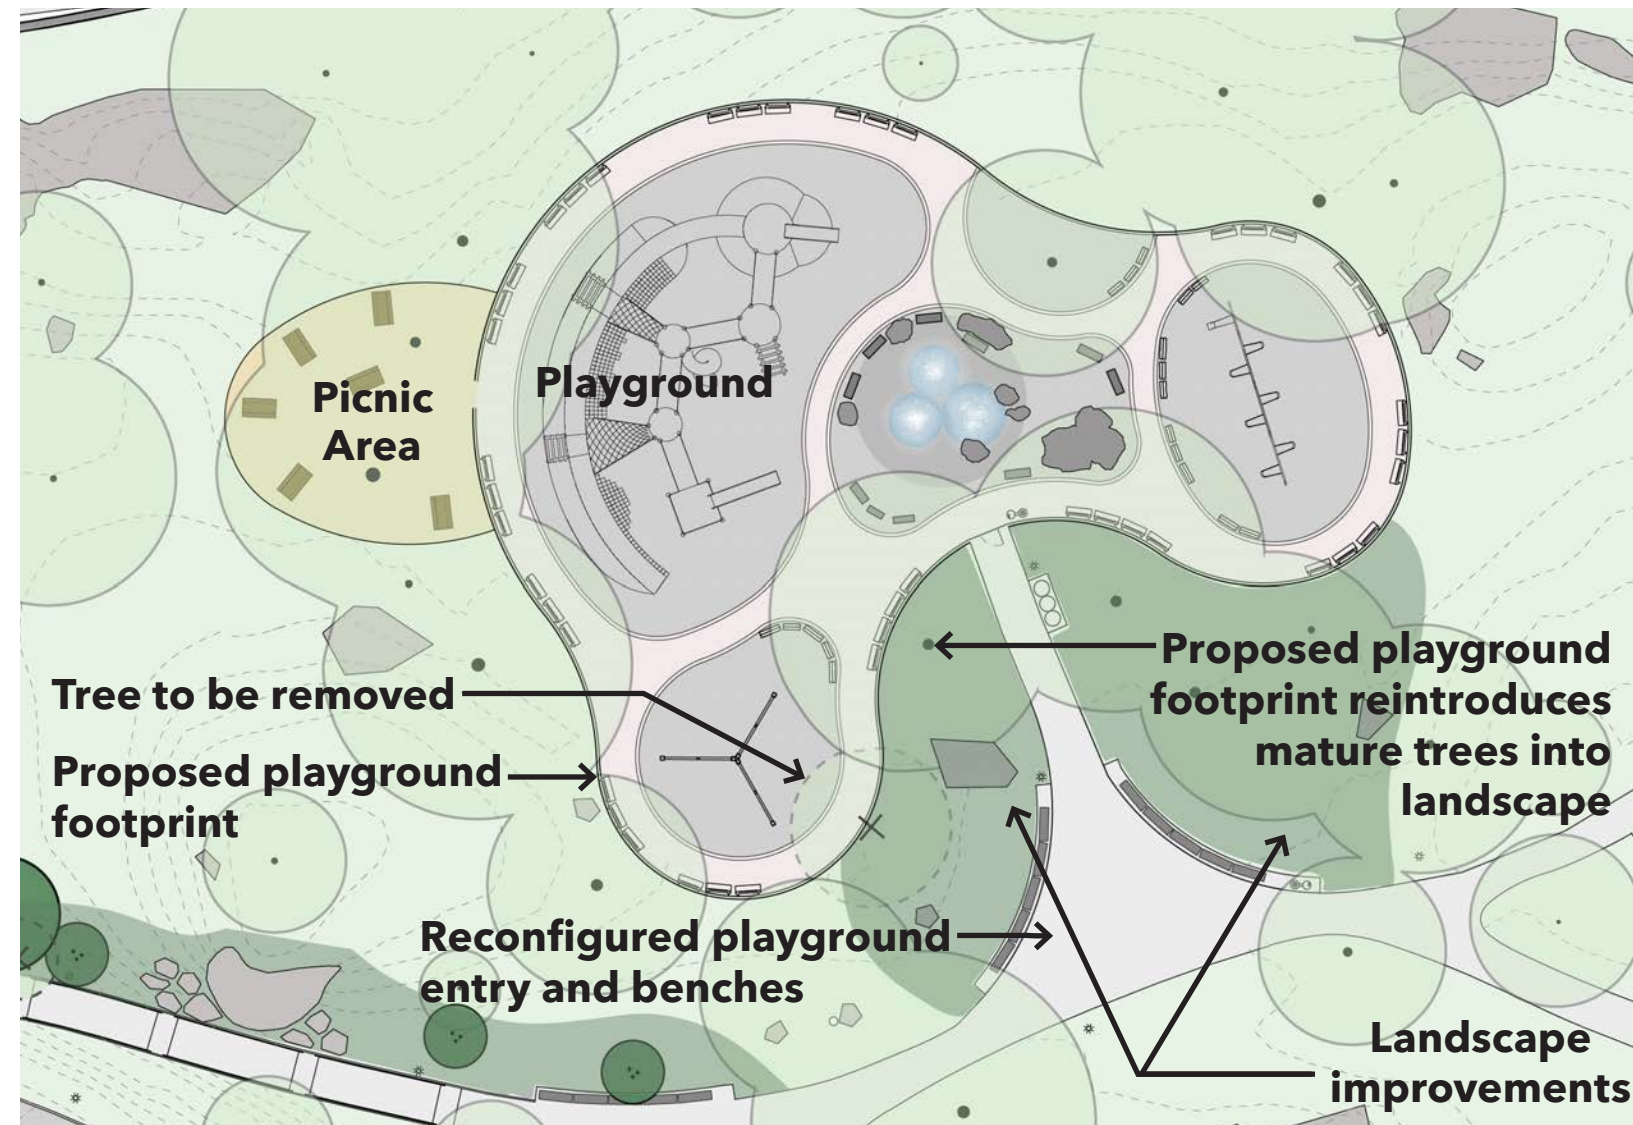 Picnic
Area
Playground
Tree to be removed
Proposed playground
footprint
Proposed playground
footprint reintroduces
mature trees into
landscape
Reconfigured playground
entry and benches
Landscape
improvements